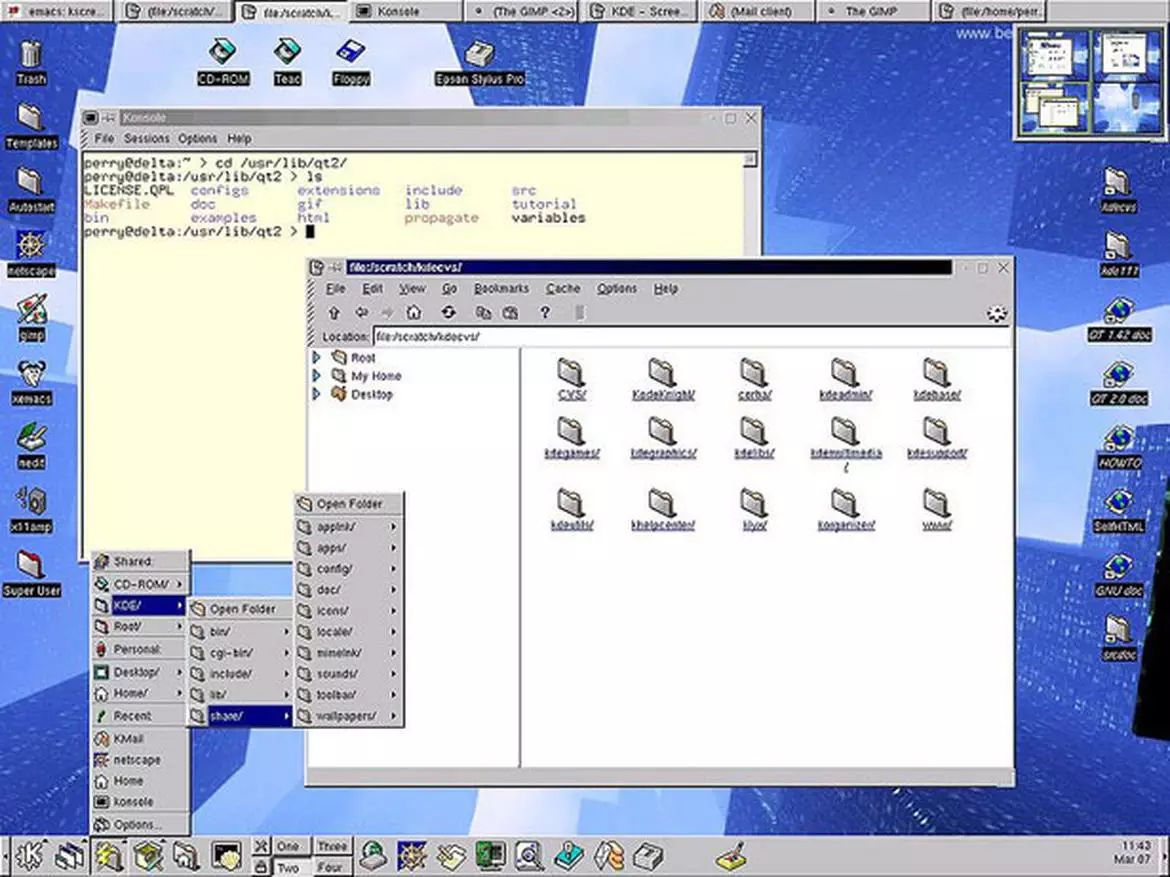 emacs: kscre...
(file:/scratch/...
file:/scratch/k...
Konsole
(The GIMP <2>)
KDE - Scree...
(Mail client)
The GIMP
(file:/home/perr...
www.be
Trash
CD-ROM
Teac
Floppy
Epson Stylus Pro
Templates
Autostart
netscape
gimp
xemacs
nedit
x11amp
Super User
kdecvs
kde111
QT 1.42 doc
QT 2.0 doc
HOWTO
SelfHTML
GNU doc
srcdoc
Konsole
File Sessions Options Help
perry@delta:~ > cd /usr/lib/qt2/
perry@delta:/usr/lib/qt2 > ls
LICENSE.QPL configs extensions include src
Makefile doc gif lib tutorial
bin examples html propagate variables
perry@delta:/usr/lib/qt2 >
file:/scratch/kdecvs/
File Edit View Go Bookmarks Cache Options Help
?
Location: file:/scratch/kdecvs/
Root
My Home
Desktop
CVS/ KodeKnight/ corba/ kdeadmin/ kdebase/
kdegames/ kdegraphics/ kdelibs/ kdemultimedia
/
kdesupport/
kdeutils/ khelpcenter/ klyx/ korganizer/ www/
Open Folder
applnk/
apps/
config/
doc/
icons/
locale/
mimelnk/
sounds/
toolbar/
wallpapers/
Open Folder
bin/
cgi-bin/
include/
lib/
share/
Shared:
CD-ROM/
KDE/
Root/
Personal:
Desktop/
Home/
Recent
KMail
netscape
Home
konsole
Options...
One Three
Two Four
11:43
Mar 07